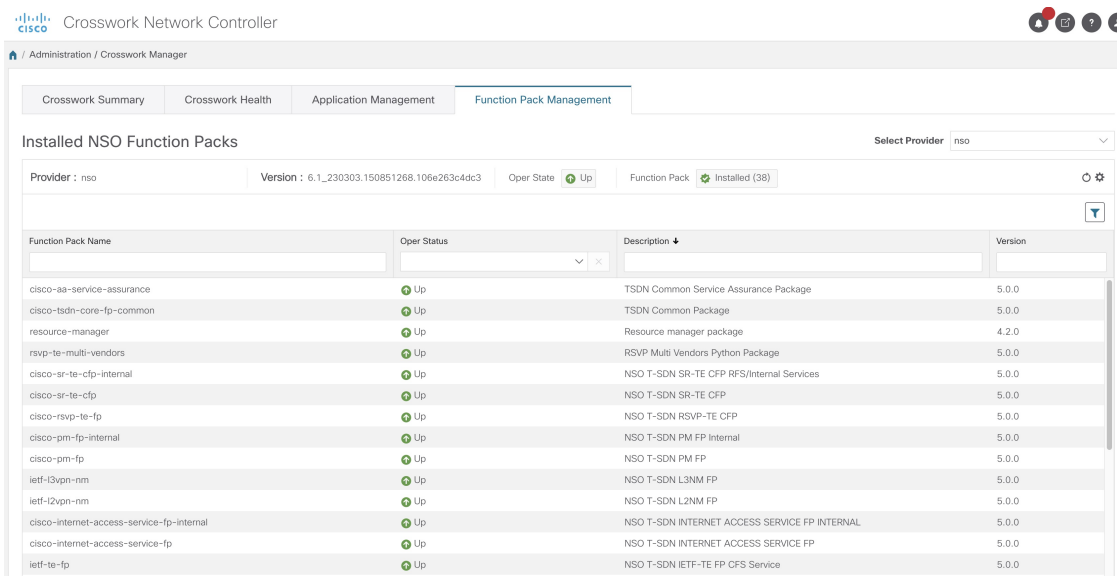 cisco Crosswork Network Controller
/ Administration / Crosswork Manager
Crosswork Summary Crosswork Health Application Management Function Pack Management
Installed NSO Function Packs Select Provider nso
Provider : nso Version : 6.1_230303.150851268.106e263c4dc3 Oper State Up Function Pack Installed (38)
Function Pack Name Oper Status Description Version
cisco-aa-service-assurance Up TSDN Common Service Assurance Package 5.0.0
cisco-tsdn-core-fp-common Up TSDN Common Package 5.0.0
resource-manager Up Resource manager package 4.2.0
rsvp-te-multi-vendors Up RSVP Multi Vendors Python Package 5.0.0
cisco-sr-te-cfp-internal Up NSO T-SDN SR-TE CFP RFS/Internal Services 5.0.0
cisco-sr-te-cfp Up NSO T-SDN SR-TE CFP 5.0.0
cisco-rsvp-te-fp Up NSO T-SDN RSVP-TE CFP 5.0.0
cisco-pm-fp-internal Up NSO T-SDN PM FP Internal 5.0.0
cisco-pm-fp Up NSO T-SDN PM FP 5.0.0
ietf-l3vpn-nm Up NSO T-SDN L3NM FP 5.0.0
ietf-l2vpn-nm Up NSO T-SDN L2NM FP 5.0.0
cisco-internet-access-service-fp-internal Up NSO T-SDN INTERNET ACCESS SERVICE FP INTERNAL 5.0.0
cisco-internet-access-service-fp Up NSO T-SDN INTERNET ACCESS SERVICE FP 5.0.0
ietf-te-fp Up NSO T-SDN IETF-TE FP CFS Service 5.0.0